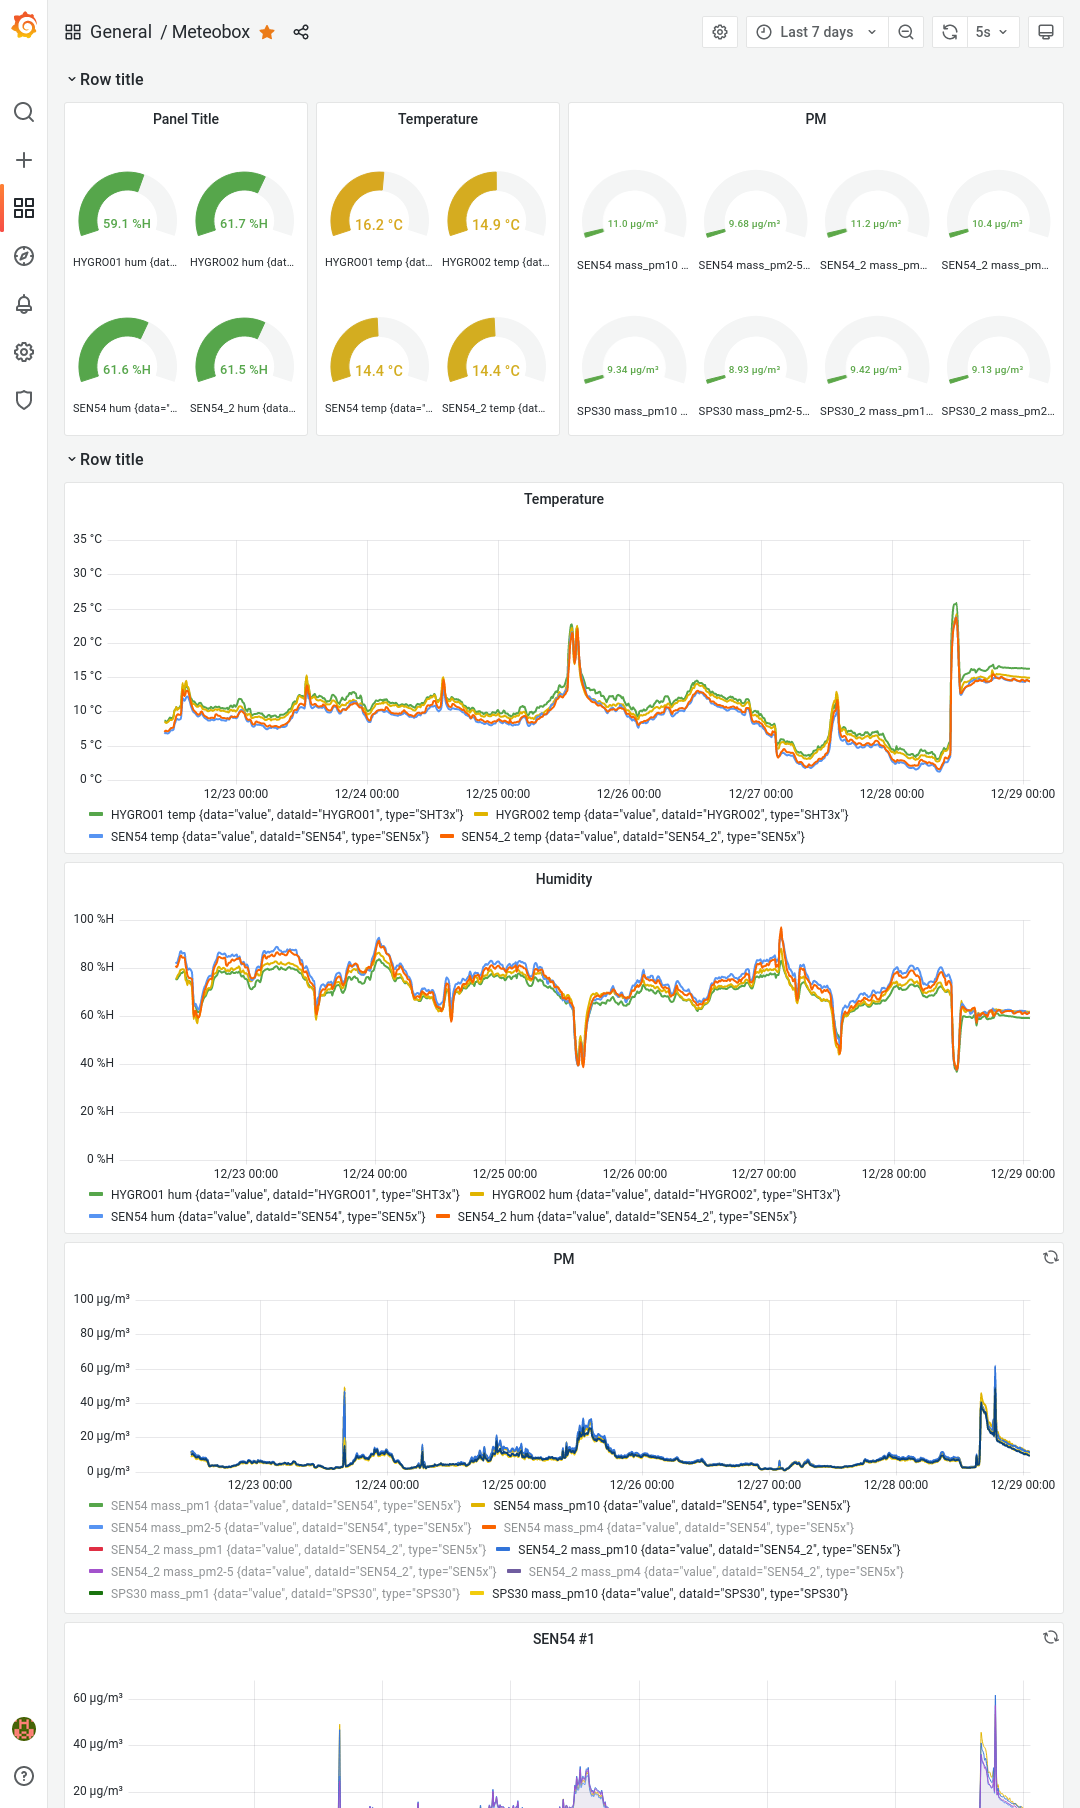 General / Meteobox
Last 7 days
5s
Row title
Panel Title
Temperature
PM
59.1 %H
61.7 %H
16.2 °C
14.9 °C
11.0 µg/m³
9.68 µg/m³
11.2 µg/m³
10.4 µg/m³
HYGRO01 hum {dat...
HYGRO02 hum {dat...
HYGRO01 temp {dat...
HYGRO02 temp {dat...
SEN54 mass_pm10 ...
SEN54 mass_pm2-5...
SEN54_2 mass_pm...
SEN54_2 mass_pm...
61.6 %H
61.5 %H
14.4 °C
14.4 °C
9.34 µg/m³
8.93 µg/m³
9.42 µg/m³
9.13 µg/m³
SEN54 hum {data="...
SEN54_2 hum {data...
SEN54 temp {data="...
SEN54_2 temp {dat...
SPS30 mass_pm10 ...
SPS30 mass_pm2-5...
SPS30_2 mass_pm1...
SPS30_2 mass_pm2...
Row title
Temperature
35 °C
30 °C
25 °C
20 °C
15 °C
10 °C
5 °C
0 °C
12/23 00:00 12/24 00:00 12/25 00:00 12/26 00:00 12/27 00:00 12/28 00:00 12/29 00:00
HYGRO01 temp {data="value", dataId="HYGRO01", type="SHT3x"} HYGRO02 temp {data="value", dataId="HYGRO02", type="SHT3x"}
SEN54 temp {data="value", dataId="SEN54", type="SEN5x"} SEN54_2 temp {data="value", dataId="SEN54_2", type="SEN5x"}
Humidity
100 %H
80 %H
60 %H
40 %H
20 %H
0 %H
12/23 00:00 12/24 00:00 12/25 00:00 12/26 00:00 12/27 00:00 12/28 00:00 12/29 00:00
HYGRO01 hum {data="value", dataId="HYGRO01", type="SHT3x"} HYGRO02 hum {data="value", dataId="HYGRO02", type="SHT3x"}
SEN54 hum {data="value", dataId="SEN54", type="SEN5x"} SEN54_2 hum {data="value", dataId="SEN54_2", type="SEN5x"}
PM
100 µg/m³
80 µg/m³
60 µg/m³
40 µg/m³
20 µg/m³
0 µg/m³
12/23 00:00 12/24 00:00 12/25 00:00 12/26 00:00 12/27 00:00 12/28 00:00 12/29 00:00
SEN54 mass_pm1 {data="value", dataId="SEN54", type="SEN5x"} SEN54 mass_pm10 {data="value", dataId="SEN54", type="SEN5x"}
SEN54 mass_pm2-5 {data="value", dataId="SEN54", type="SEN5x"} SEN54 mass_pm4 {data="value", dataId="SEN54", type="SEN5x"}
SEN54_2 mass_pm1 {data="value", dataId="SEN54_2", type="SEN5x"} SEN54_2 mass_pm10 {data="value", dataId="SEN54_2", type="SEN5x"}
SEN54_2 mass_pm2-5 {data="value", dataId="SEN54_2", type="SEN5x"} SEN54_2 mass_pm4 {data="value", dataId="SEN54_2", type="SEN5x"}
SPS30 mass_pm1 {data="value", dataId="SPS30", type="SPS30"} SPS30 mass_pm10 {data="value", dataId="SPS30", type="SPS30"}
SEN54 #1
60 µg/m³
40 µg/m³
20 µg/m³